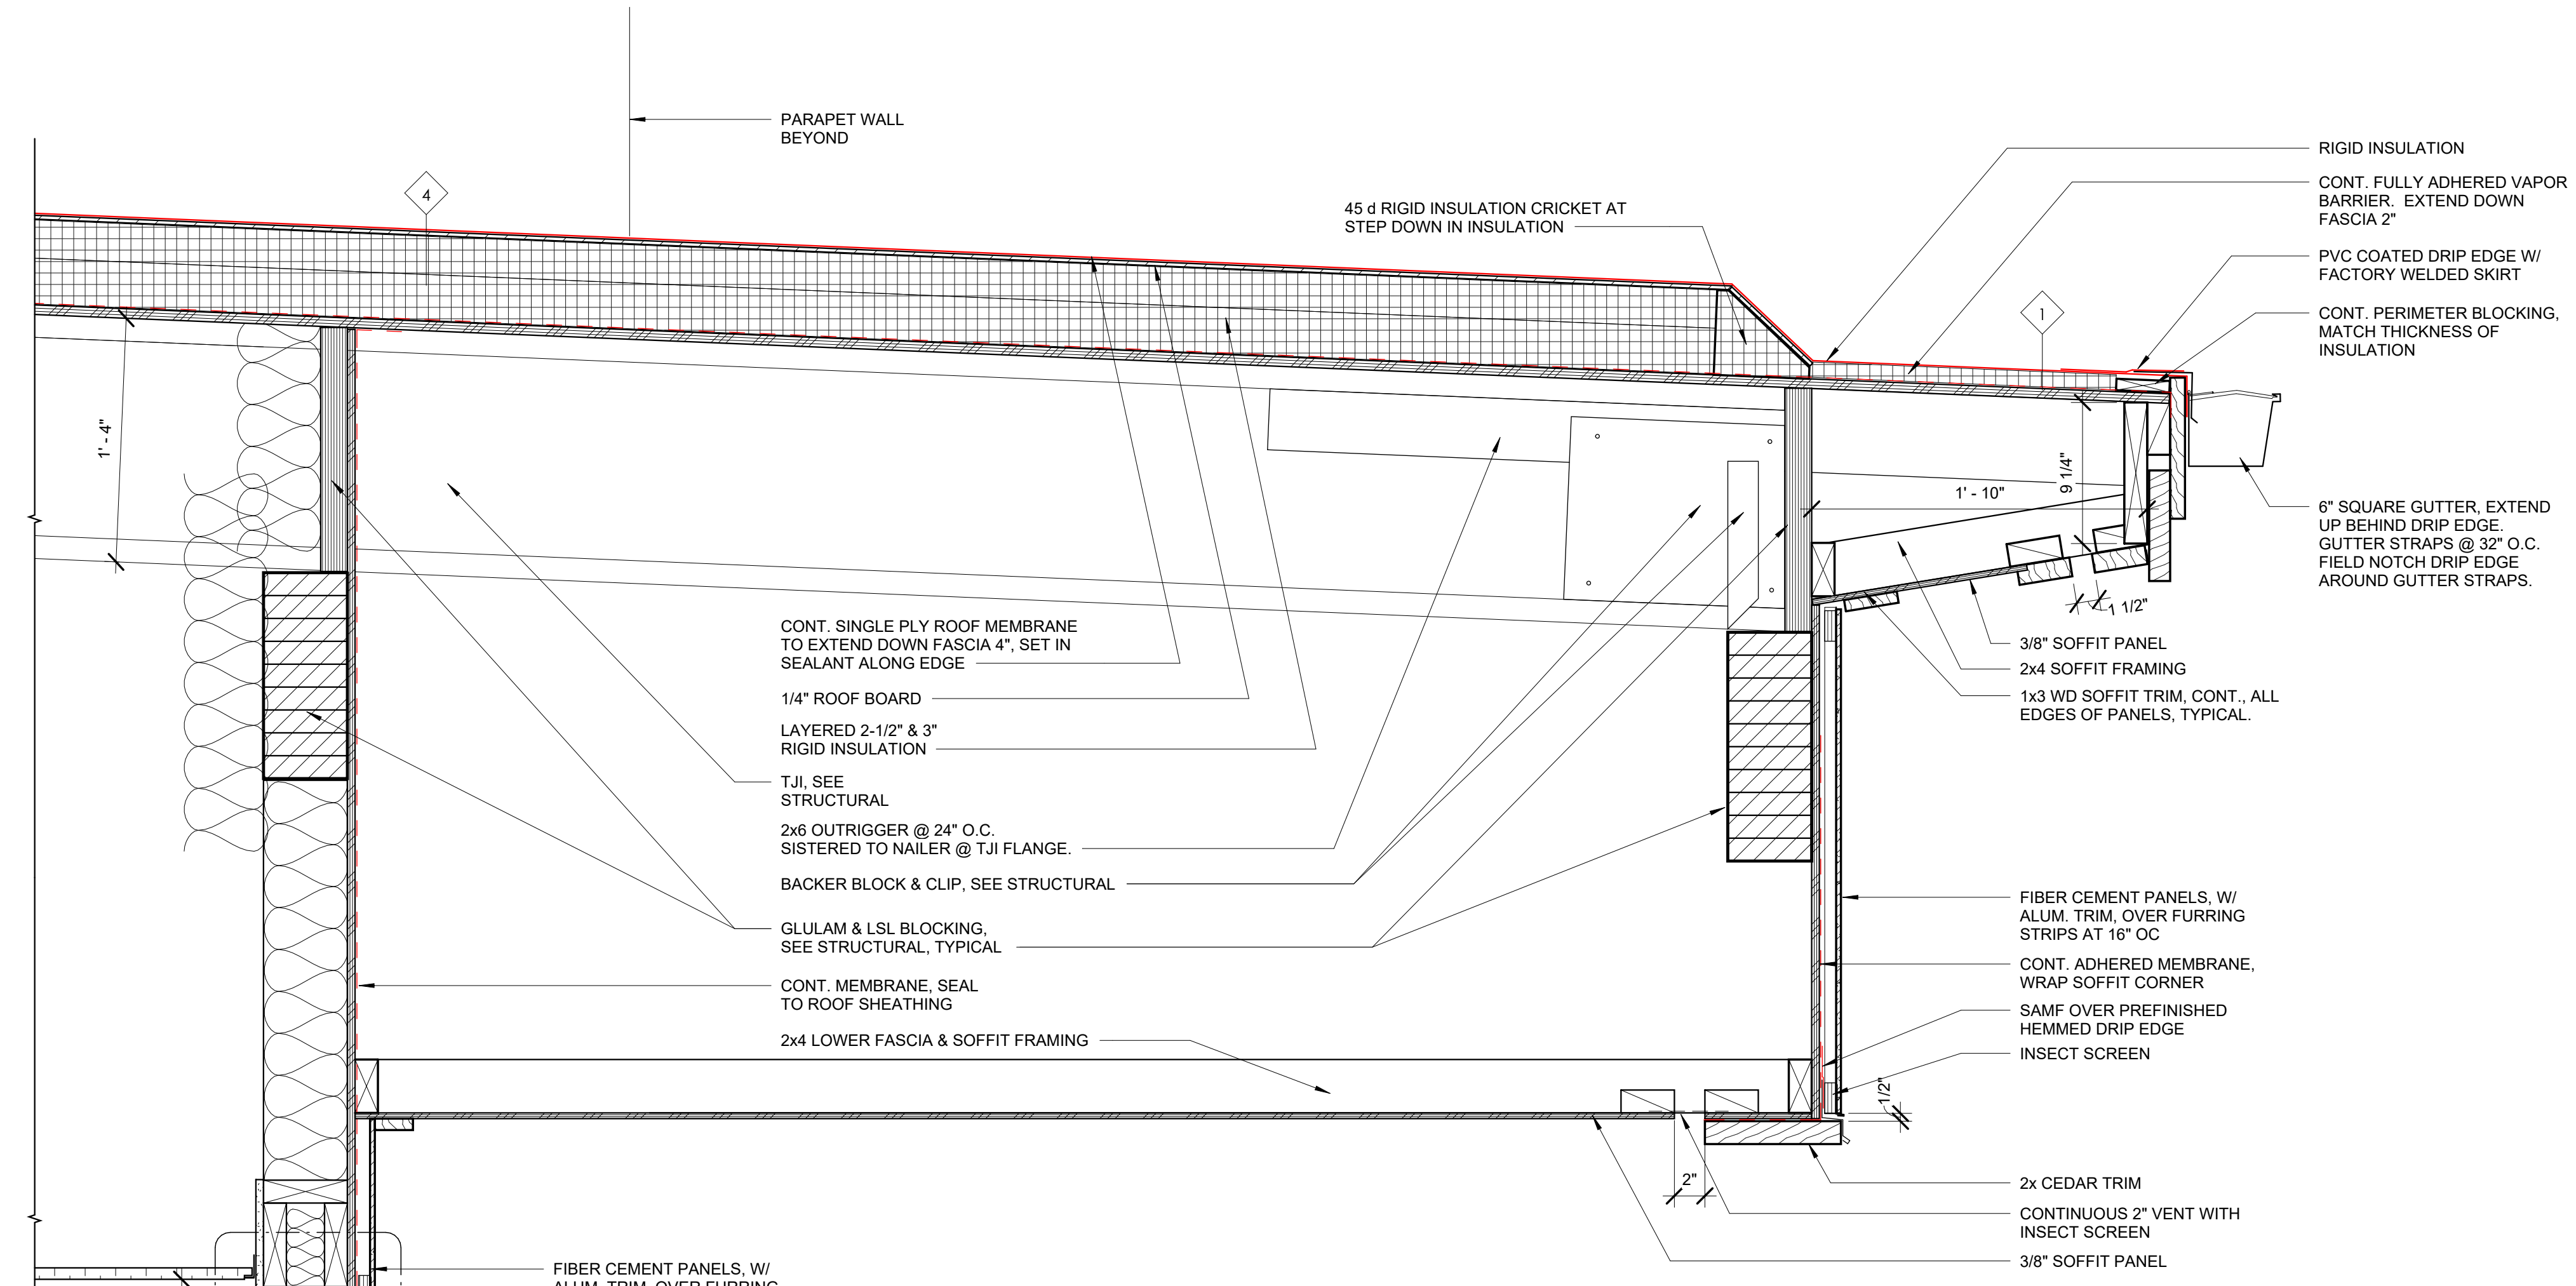 PARAPET WALL
BEYOND
4
45 d RIGID INSULATION CRICKET AT
STEP DOWN IN INSULATION
RIGID INSULATION
CONT. FULLY ADHERED VAPOR
BARRIER. EXTEND DOWN
FASCIA 2"
PVC COATED DRIP EDGE W/
FACTORY WELDED SKIRT
1
CONT. PERIMETER BLOCKING,
MATCH THICKNESS OF
INSULATION
1' - 4"
9 1/4"
1' - 10"
6" SQUARE GUTTER, EXTEND
UP BEHIND DRIP EDGE.
GUTTER STRAPS @ 32" O.C.
FIELD NOTCH DRIP EDGE
AROUND GUTTER STRAPS.
1 1/2"
CONT. SINGLE PLY ROOF MEMBRANE
TO EXTEND DOWN FASCIA 4", SET IN
SEALANT ALONG EDGE
1/4" ROOF BOARD
LAYERED 2-1/2" & 3"
RIGID INSULATION
TJI, SEE
STRUCTURAL
2x6 OUTRIGGER @ 24" O.C.
SISTERED TO NAILER @ TJI FLANGE.
BACKER BLOCK & CLIP, SEE STRUCTURAL
GLULAM & LSL BLOCKING,
SEE STRUCTURAL, TYPICAL
CONT. MEMBRANE, SEAL
TO ROOF SHEATHING
2x4 LOWER FASCIA & SOFFIT FRAMING
3/8" SOFFIT PANEL
2x4 SOFFIT FRAMING
1x3 WD SOFFIT TRIM, CONT., ALL
EDGES OF PANELS, TYPICAL.
FIBER CEMENT PANELS, W/
ALUM. TRIM, OVER FURRING
STRIPS AT 16" OC
CONT. ADHERED MEMBRANE,
WRAP SOFFIT CORNER
SAMF OVER PREFINISHED
HEMMED DRIP EDGE
INSECT SCREEN
1/2"
2"
2x CEDAR TRIM
CONTINUOUS 2" VENT WITH
INSECT SCREEN
3/8" SOFFIT PANEL
FIBER CEMENT PANELS, W/
ALUM. TRIM, OVER FURRING